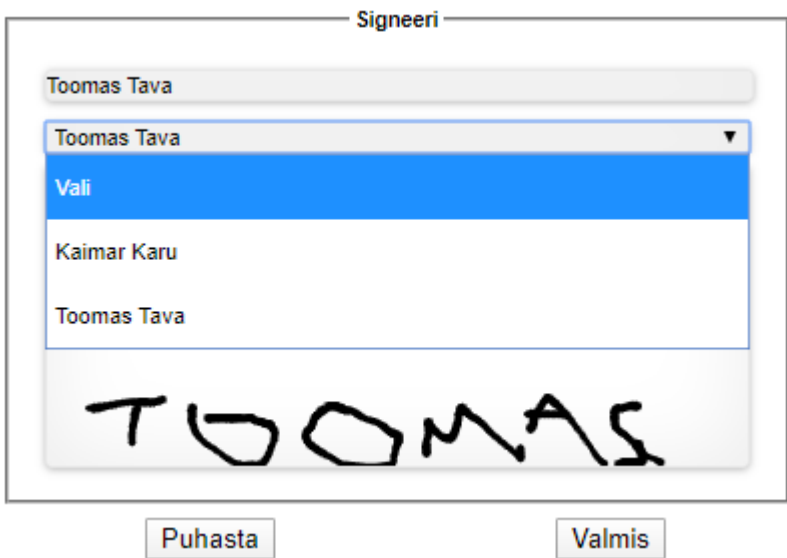 Signeeri
Toomas Tava
Toomas Tava
Vali
Kaimar Karu
Toomas Tava
TOOMAS
Puhasta Valmis